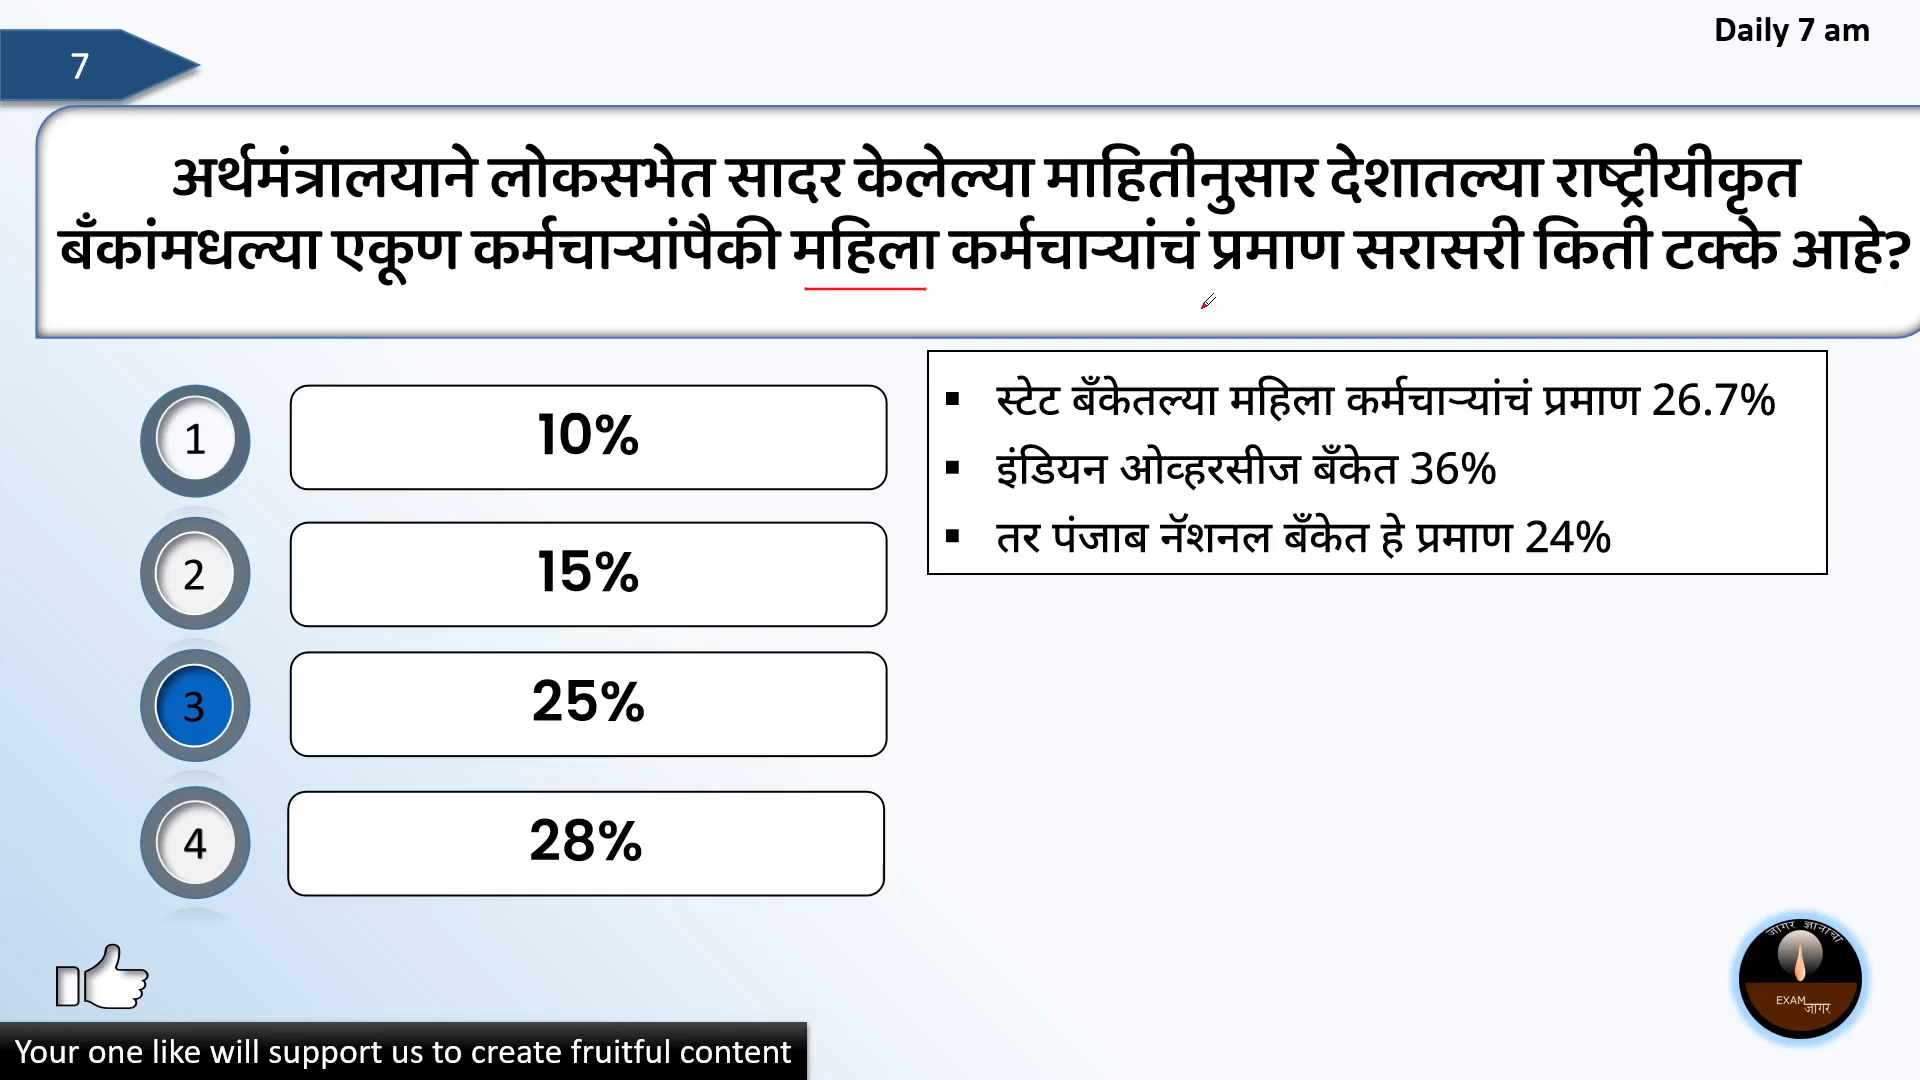 Daily 7 am
7
अर्थमंत्रालयाने लोकसभेत सादर केलेल्या माहितीनुसार देशातल्या राष्ट्रीयीकृत
बँकांमधल्या एकूण कर्मचाऱ्यांपैकी महिला कर्मचाऱ्यांचं प्रमाण सरासरी किती टक्के आहे?
1
10%
2
15%
3
25%
4
28%
▪ स्टेट बँकेतल्या महिला कर्मचाऱ्यांचं प्रमाण 26.7%
▪ इंडियन ओव्हरसीज बँकेत 36%
▪ तर पंजाब नॅशनल बँकेत हे प्रमाण 24%
जागर ज्ञानाचा
EXAM
जागर
Your one like will support us to create fruitful content